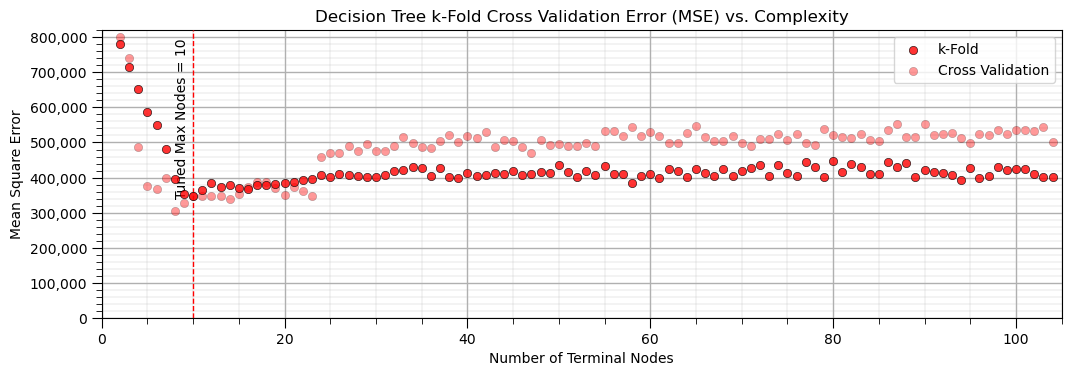 Decision Tree k-Fold Cross Validation Error (MSE) vs. Complexity
800,000
700,000
600,000
500,000
400,000
300,000
200,000
100,000
0
Mean Square Error
Tuned Max Nodes = 10
k-Fold
Cross Validation
0
20
40
60
80
100
Number of Terminal Nodes